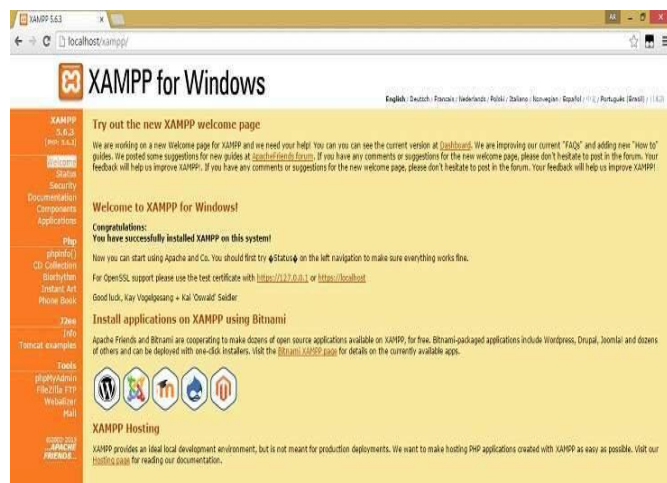 XAMPP 5.6.3
localhost/xampp/
XAMPP for Windows
English / Deutsch / Francais / Nederlands / Polski / Italiano / Norwegian / Español / / Português (Brasil) /
XAMPP
5.6.3
[PHP: 5.6.3]
Welcome
Status
Security
Documentation
Components
Applications
Php
phpinfo()
CD Collection
Biorhythm
Instant Art
Phone Book
J2ee
Info
Tomcat examples
Tools
phpMyAdmin
FileZilla FTP
Webalizer
Mail
©2002-2013
...APACHE
FRIENDS...
Try out the new XAMPP welcome page
We are working on a new Welcome page for XAMPP and we need your help! You can you can see the current version at Dashboard. We are improving our current "FAQs" and adding new "How to"
guides. We posted some suggestions for new guides at ApacheFriends forum. If you have any comments or suggestions for the new welcome page, please don't hesitate to post in the forum. Your
feedback will help us improve XAMPP!. If you have any comments or suggestions for the new welcome page, please don't hesitate to post in the forum. Your feedback will help us improve XAMPP!
Welcome to XAMPP for Windows!
Congratulations:
You have successfully installed XAMPP on this system!
Now you can start using Apache and Co. You should first try �Status� on the left navigation to make sure everything works fine.
For OpenSSL support please use the test certificate with https://127.0.0.1 or https://localhost
Good luck, Kay Vogelgesang + Kai 'Oswald' Seidler
Install applications on XAMPP using Bitnami
Apache Friends and Bitnami are cooperating to make dozens of open source applications available on XAMPP, for free. Bitnami-packaged applications include Wordpress, Drupal, Joomla! and dozens
of others and can be deployed with one-click installers. Visit the Bitnami XAMPP page for details on the currently available apps.
XAMPP Hosting
XAMPP provides an ideal local development environment, but is not meant for production deployments. We want to make hosting PHP applications created with XAMPP as easy as possible. Visit our
Hosting page for reading our documentation.